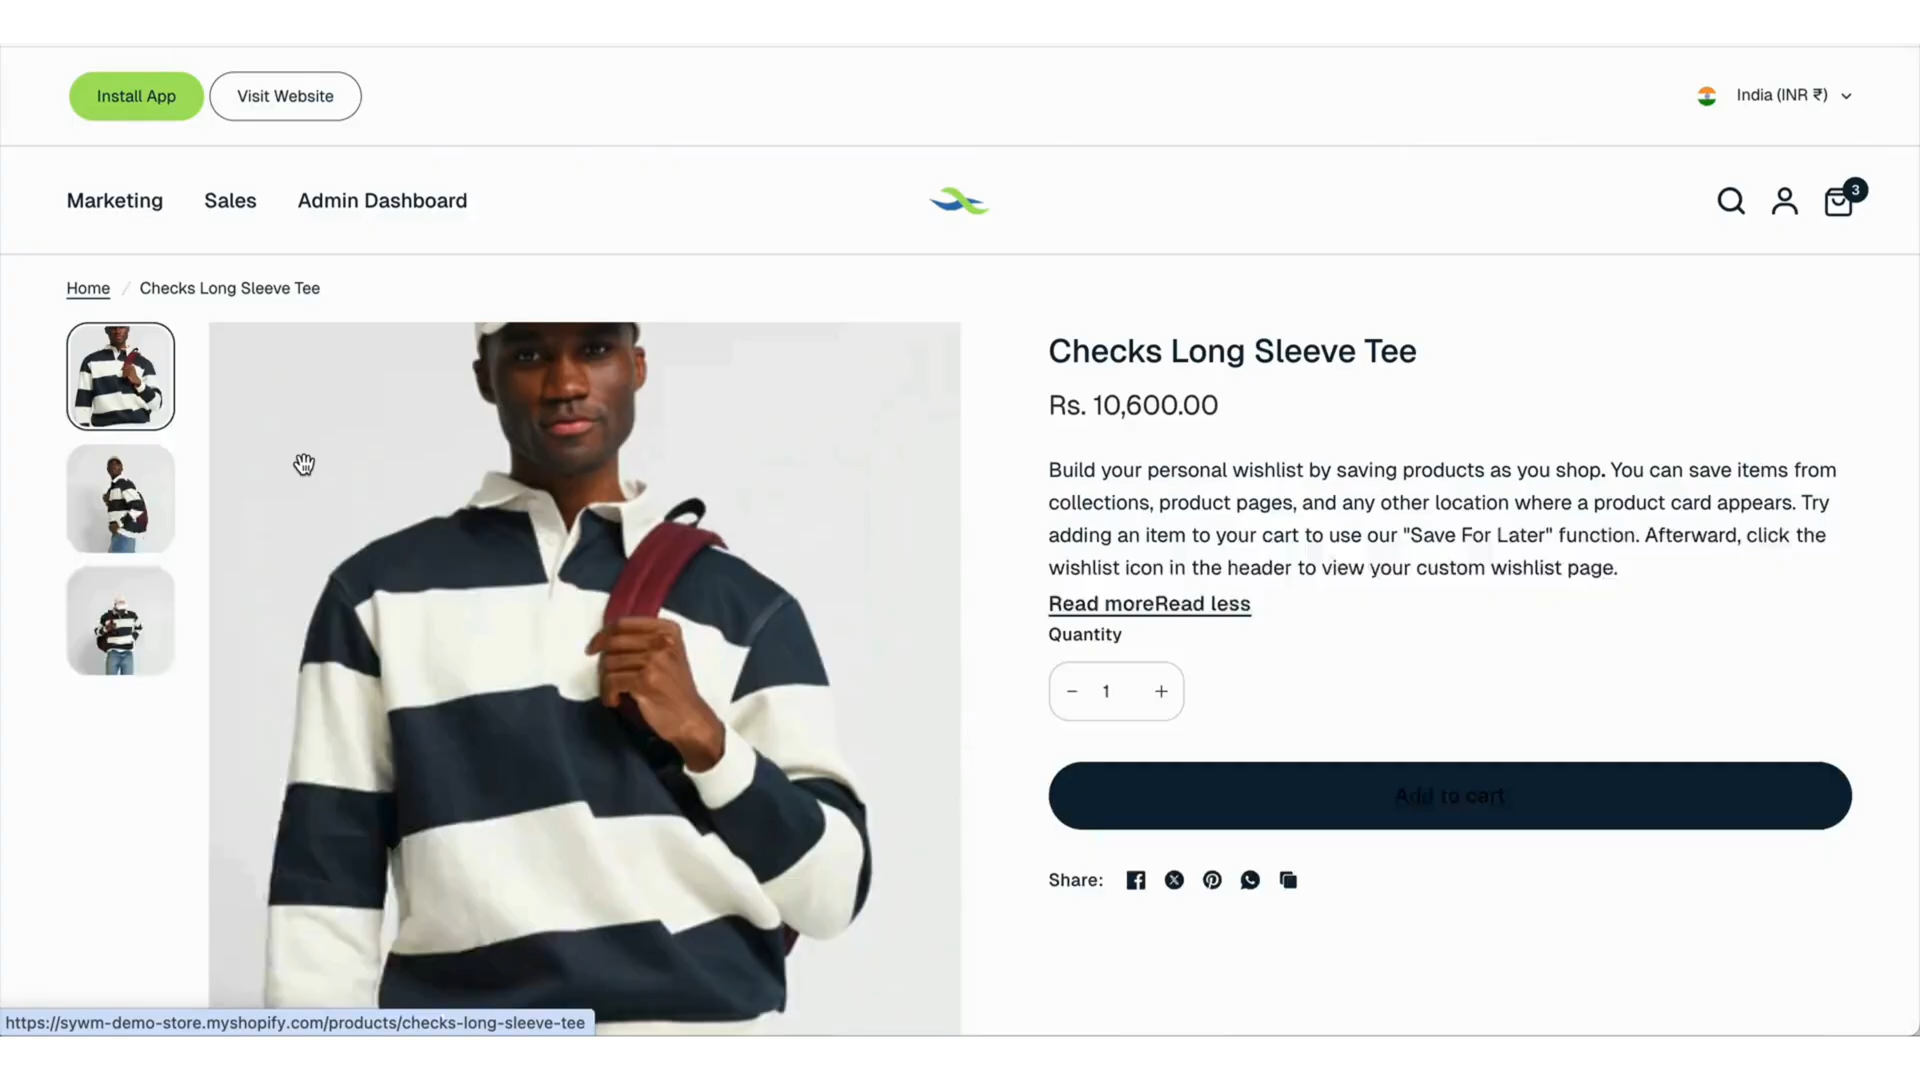 Install App
Visit Website
India (INR ₹)
Marketing
Sales
Admin Dashboard
3
Home / Checks Long Sleeve Tee
Checks Long Sleeve Tee
Rs. 10,600.00
Build your personal wishlist by saving products as you shop. You can save items from
collections, product pages, and any other location where a product card appears. Try
adding an item to your cart to use our "Save For Later" function. Afterward, click the
wishlist icon in the header to view your custom wishlist page.
Read moreRead less
Quantity
− 1 +
Add to cart
Share:
https://sywm-demo-store.myshopify.com/products/checks-long-sleeve-tee